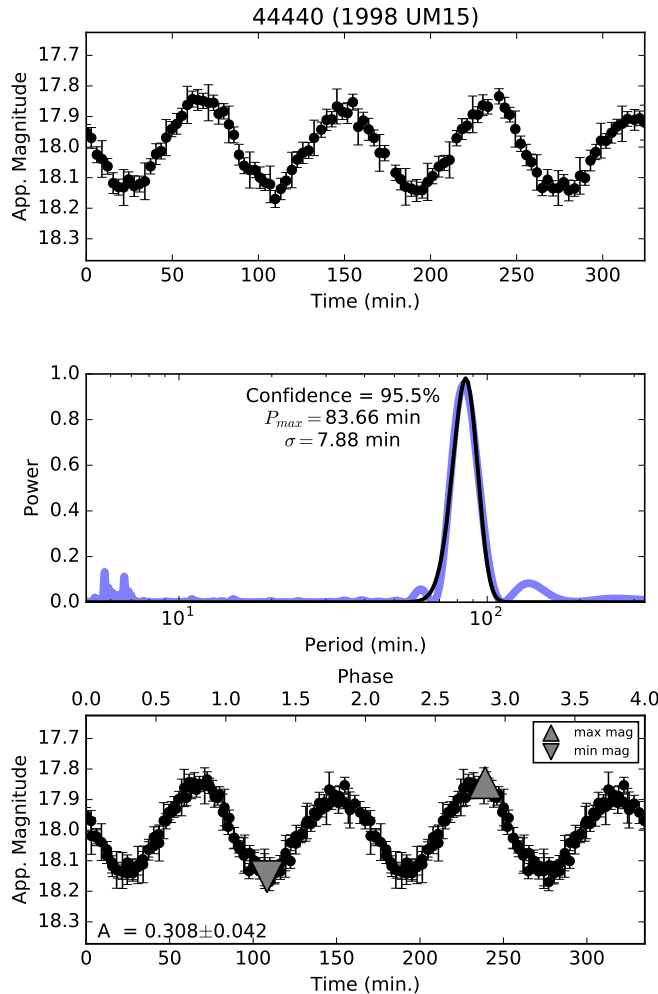 44440 (1998 UM15)
App. Magnitude
17.7
17.8
17.9
18.0
18.1
18.2
18.3
0 50 100 150 200 250 300
Time (min.)
Power
1.0
0.8
0.6
0.4
0.2
0.0
Confidence = 95.5%
P_max = 83.66 min
σ = 7.88 min
10^1 10^2
Period (min.)
Phase
0.0 0.5 1.0 1.5 2.0 2.5 3.0 3.5 4.0
App. Magnitude
17.7
17.8
17.9
18.0
18.1
18.2
18.3
max mag
min mag
A = 0.308±0.042
0 50 100 150 200 250 300
Time (min.)